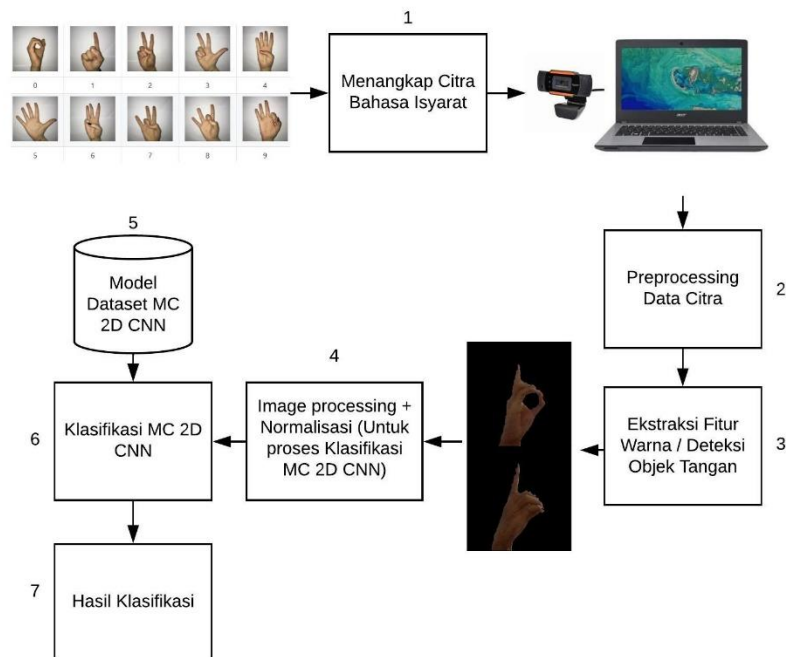 1
0
1
2
3
4
5
6
7
8
9
Menangkap Citra
Bahasa Isyarat
acer
2
Preprocessing
Data Citra
3
Ekstraksi Fitur
Warna / Deteksi
Objek Tangan
4
Image processing +
Normalisasi (Untuk
proses Klasifikasi
MC 2D CNN)
5
Model
Dataset MC
2D CNN
6
Klasifikasi MC 2D
CNN
7
Hasil Klasifikasi